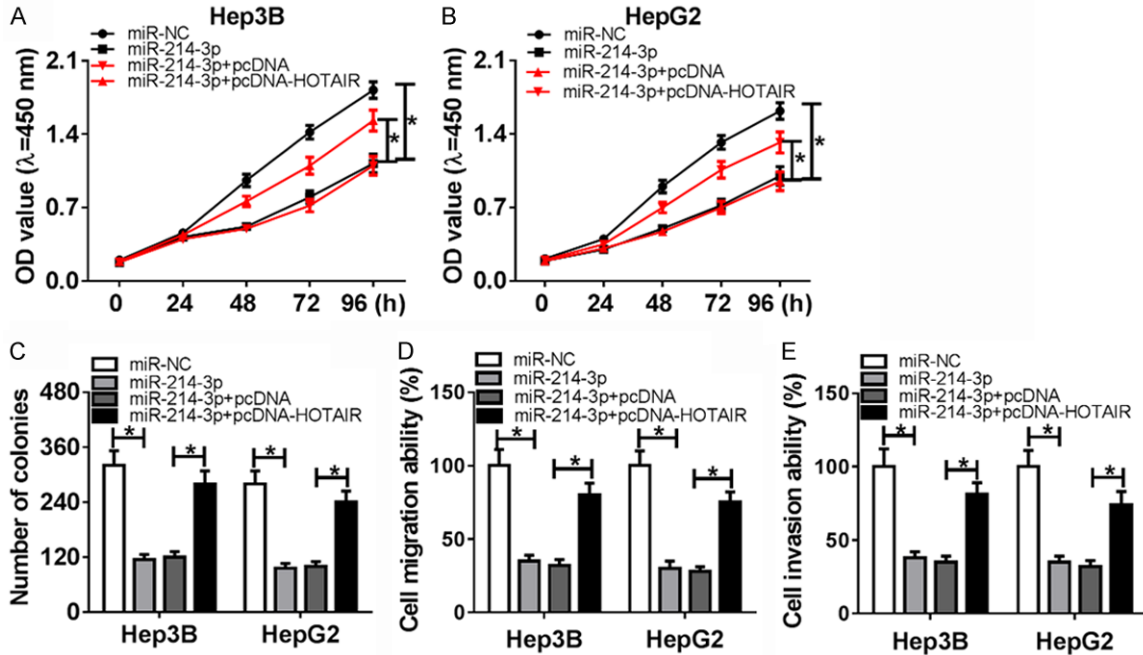 A
Hep3B
miR-NC
miR-214-3p
miR-214-3p+pcDNA
miR-214-3p+pcDNA-HOTAIR
OD value (λ=450 nm)
2.1
1.4
0.7
0.0
*
*
0 24 48 72 96 (h)
B
HepG2
miR-NC
miR-214-3p
miR-214-3p+pcDNA
miR-214-3p+pcDNA-HOTAIR
OD value (λ=450 nm)
2.1
1.4
0.7
0.0
*
*
0 24 48 72 96 (h)
C
miR-NC
miR-214-3p
miR-214-3p+pcDNA
miR-214-3p+pcDNA-HOTAIR
Number of colonies
480
360
240
120
0
* * * *
Hep3B HepG2
D
miR-NC
miR-214-3p
miR-214-3p+pcDNA
miR-214-3p+pcDNA-HOTAIR
Cell migration ability (%)
150
100
50
0
* * * *
Hep3B HepG2
E
miR-NC
miR-214-3p
miR-214-3p+pcDNA
miR-214-3p+pcDNA-HOTAIR
Cell invasion ability (%)
150
100
50
0
* * * *
Hep3B HepG2